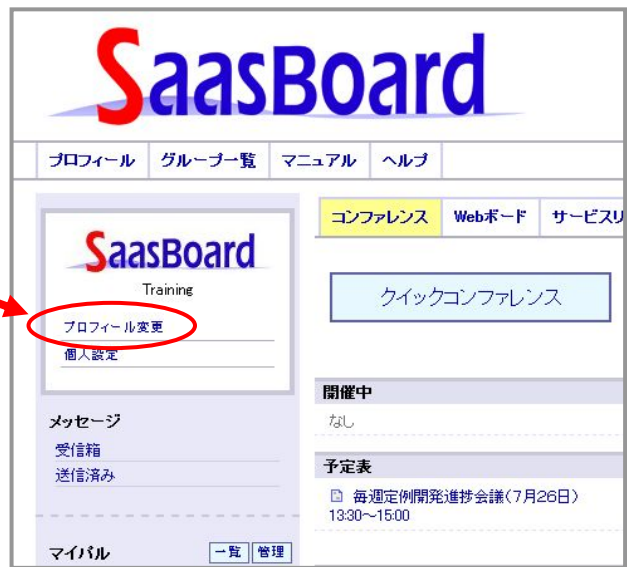 SaasBoard
プロフィール グループ一覧 マニュアル ヘルプ
SaasBoard
Training
プロフィール変更
個人設定
メッセージ
受信箱
送信済み
マイパル 一覧 管理
コンファレンス Webボード サービスリ
クイックコンファレンス
開催中
なし
予定表
毎週定例開発進捗会議(7月26日)
13:30～15:00